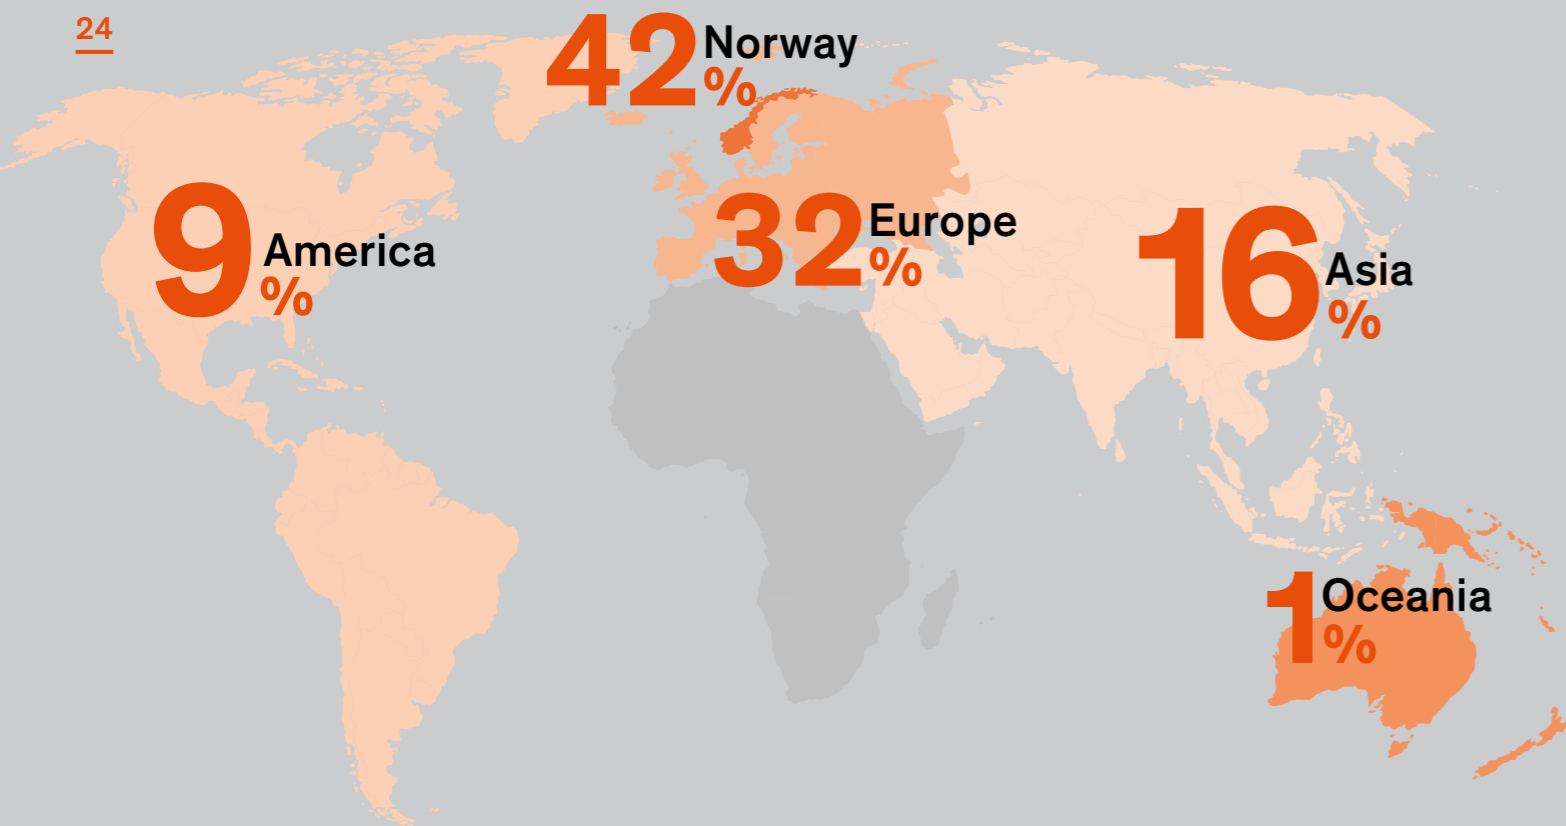 24
42 Norway
%
9 America
%
32 Europe
%
16 Asia
%
1 Oceania
%